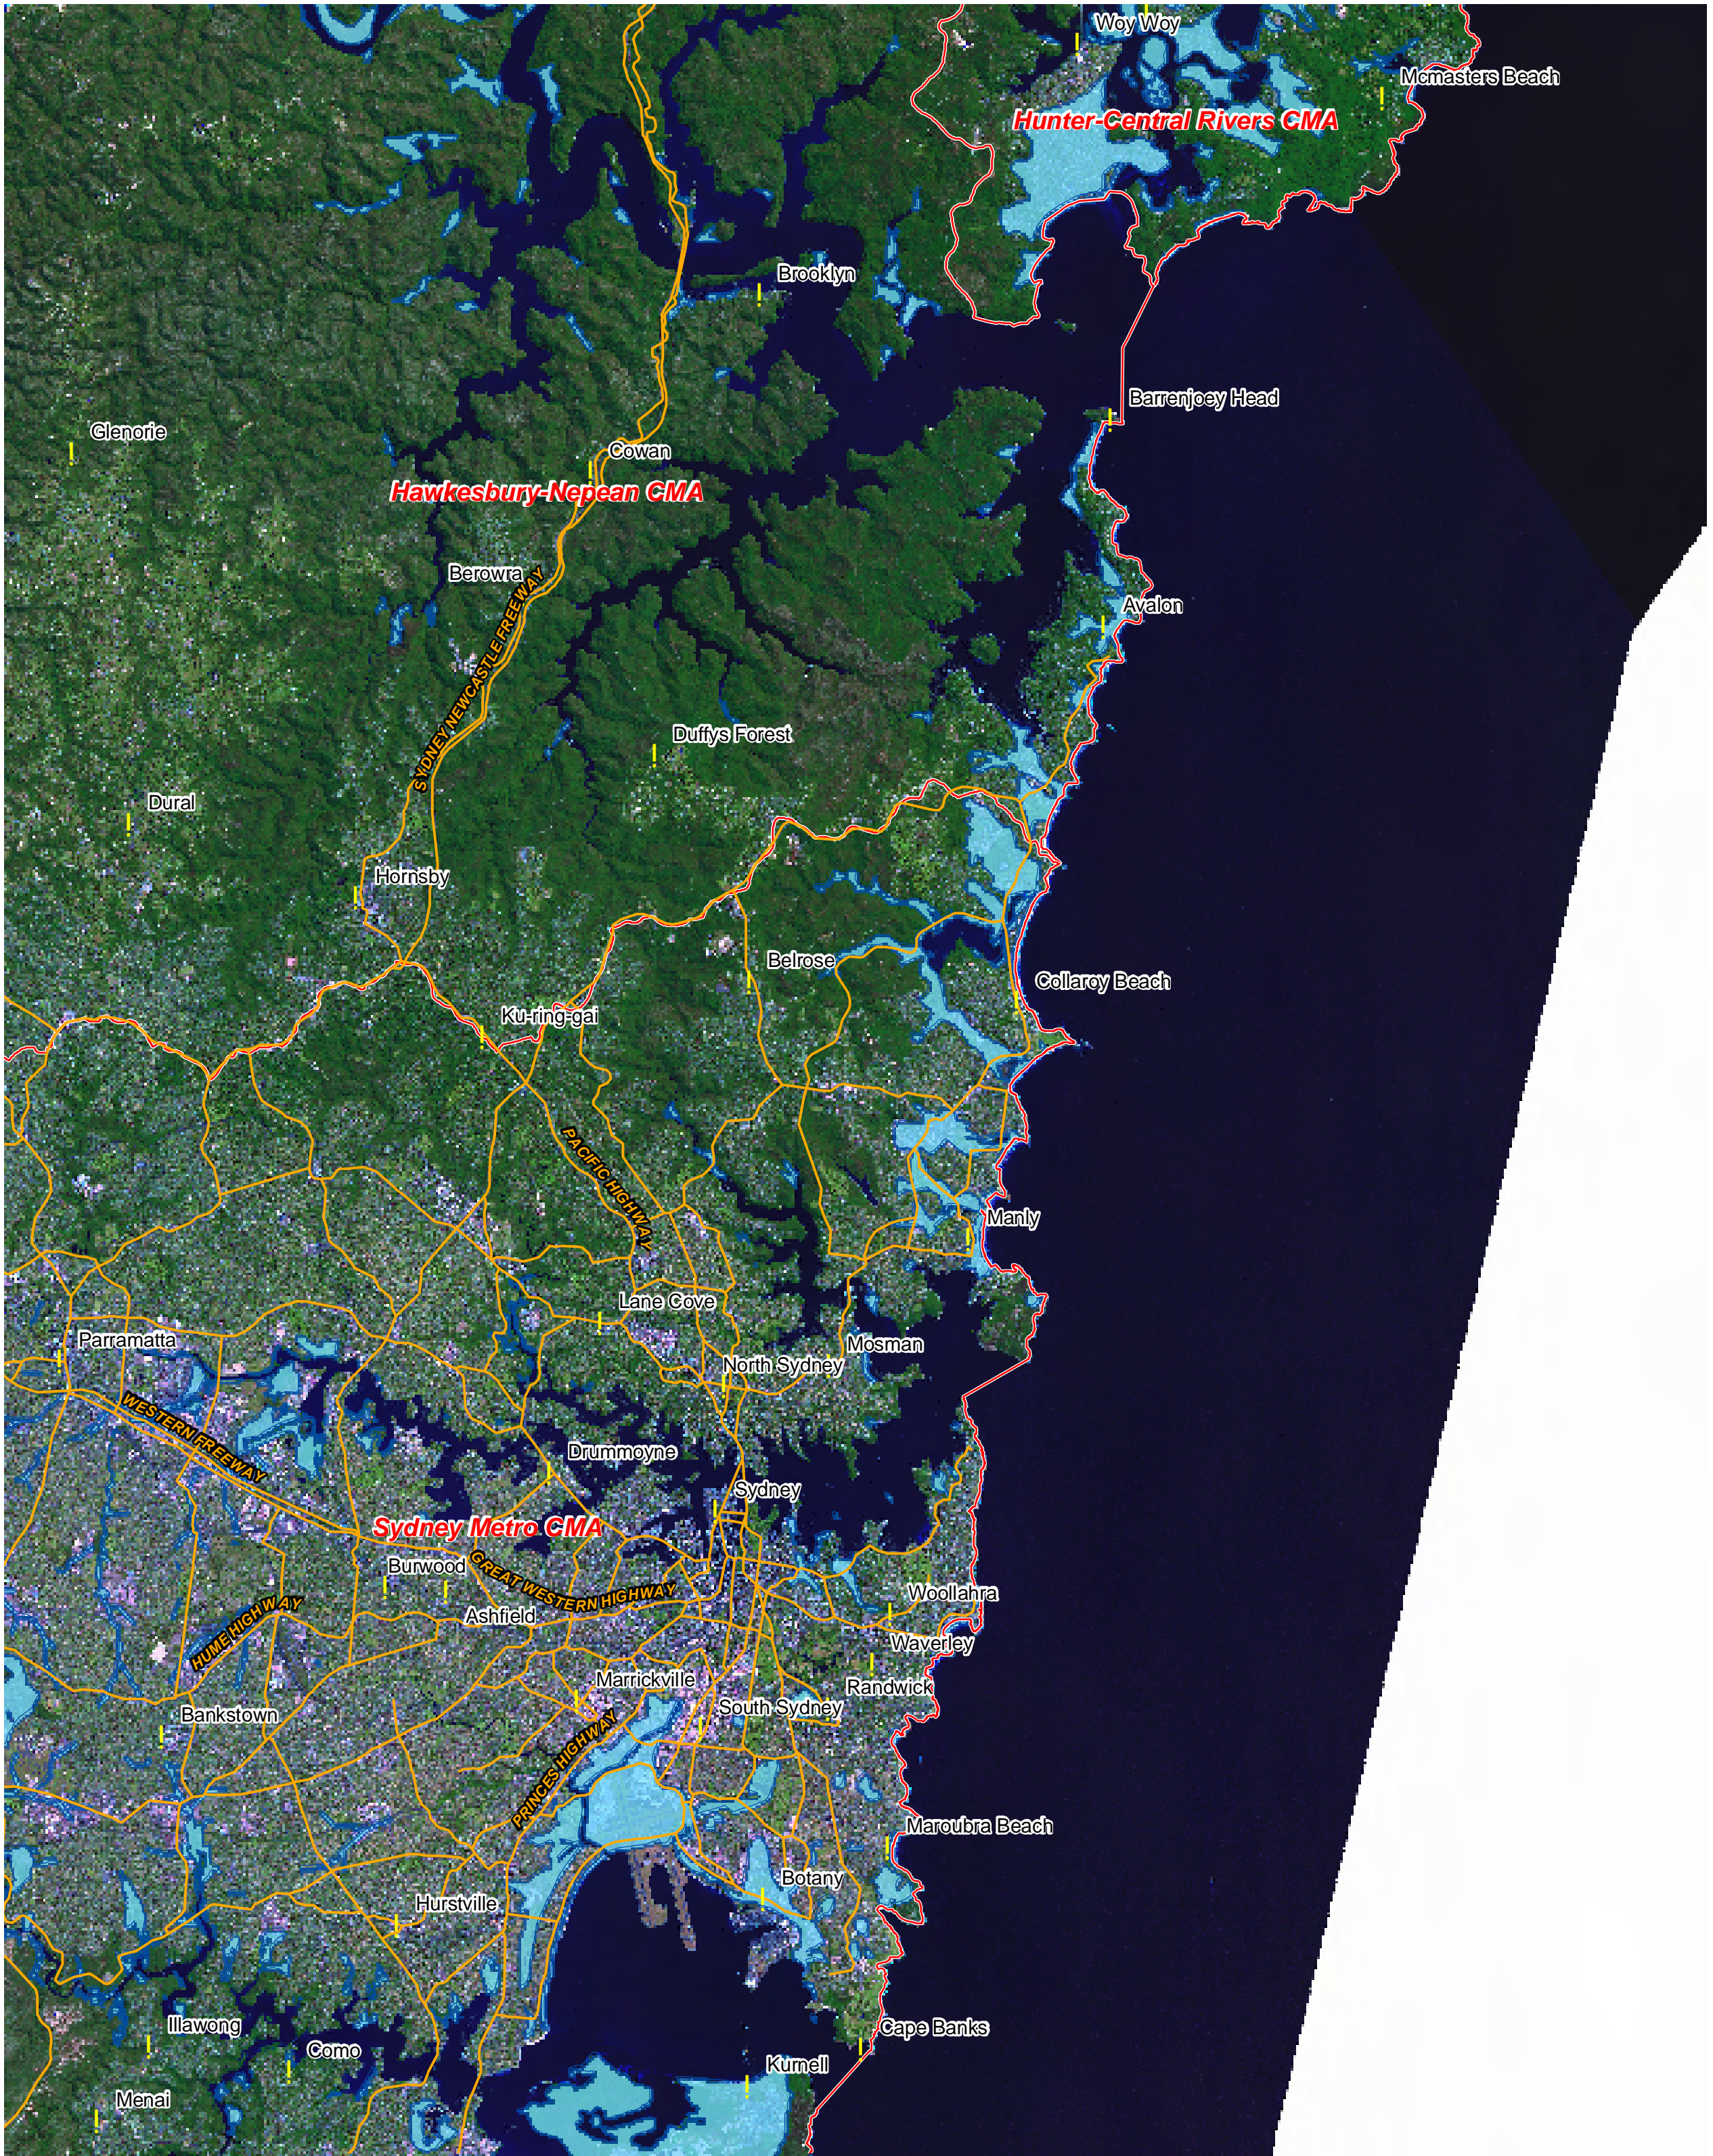 Woy Woy
Mcmasters Beach
Hunter-Central Rivers CMA
Brooklyn
Barrenjoey Head
Glenorie
Cowan
Hawkesbury-Nepean CMA
Berowra
SYDNEY NEWCASTLE FREEWAY
Avalon
Duffys Forest
Dural
Hornsby
Belrose
Collaroy Beach
Ku-ring-gai
PACIFIC HIGHWAY
Manly
Lane Cove
Parramatta
Mosman
North Sydney
WESTERN FREEWAY
Drummoyne
Sydney
Sydney Metro CMA
Burwood
GREAT WESTERN HIGHWAY
Woollahra
Ashfield
HUME HIGHWAY
Waverley
Marrickville
Randwick
South Sydney
Bankstown
PRINCES HIGHWAY
Maroubra Beach
Botany
Hurstville
Illawong
Cape Banks
Como
Kurnell
Menai